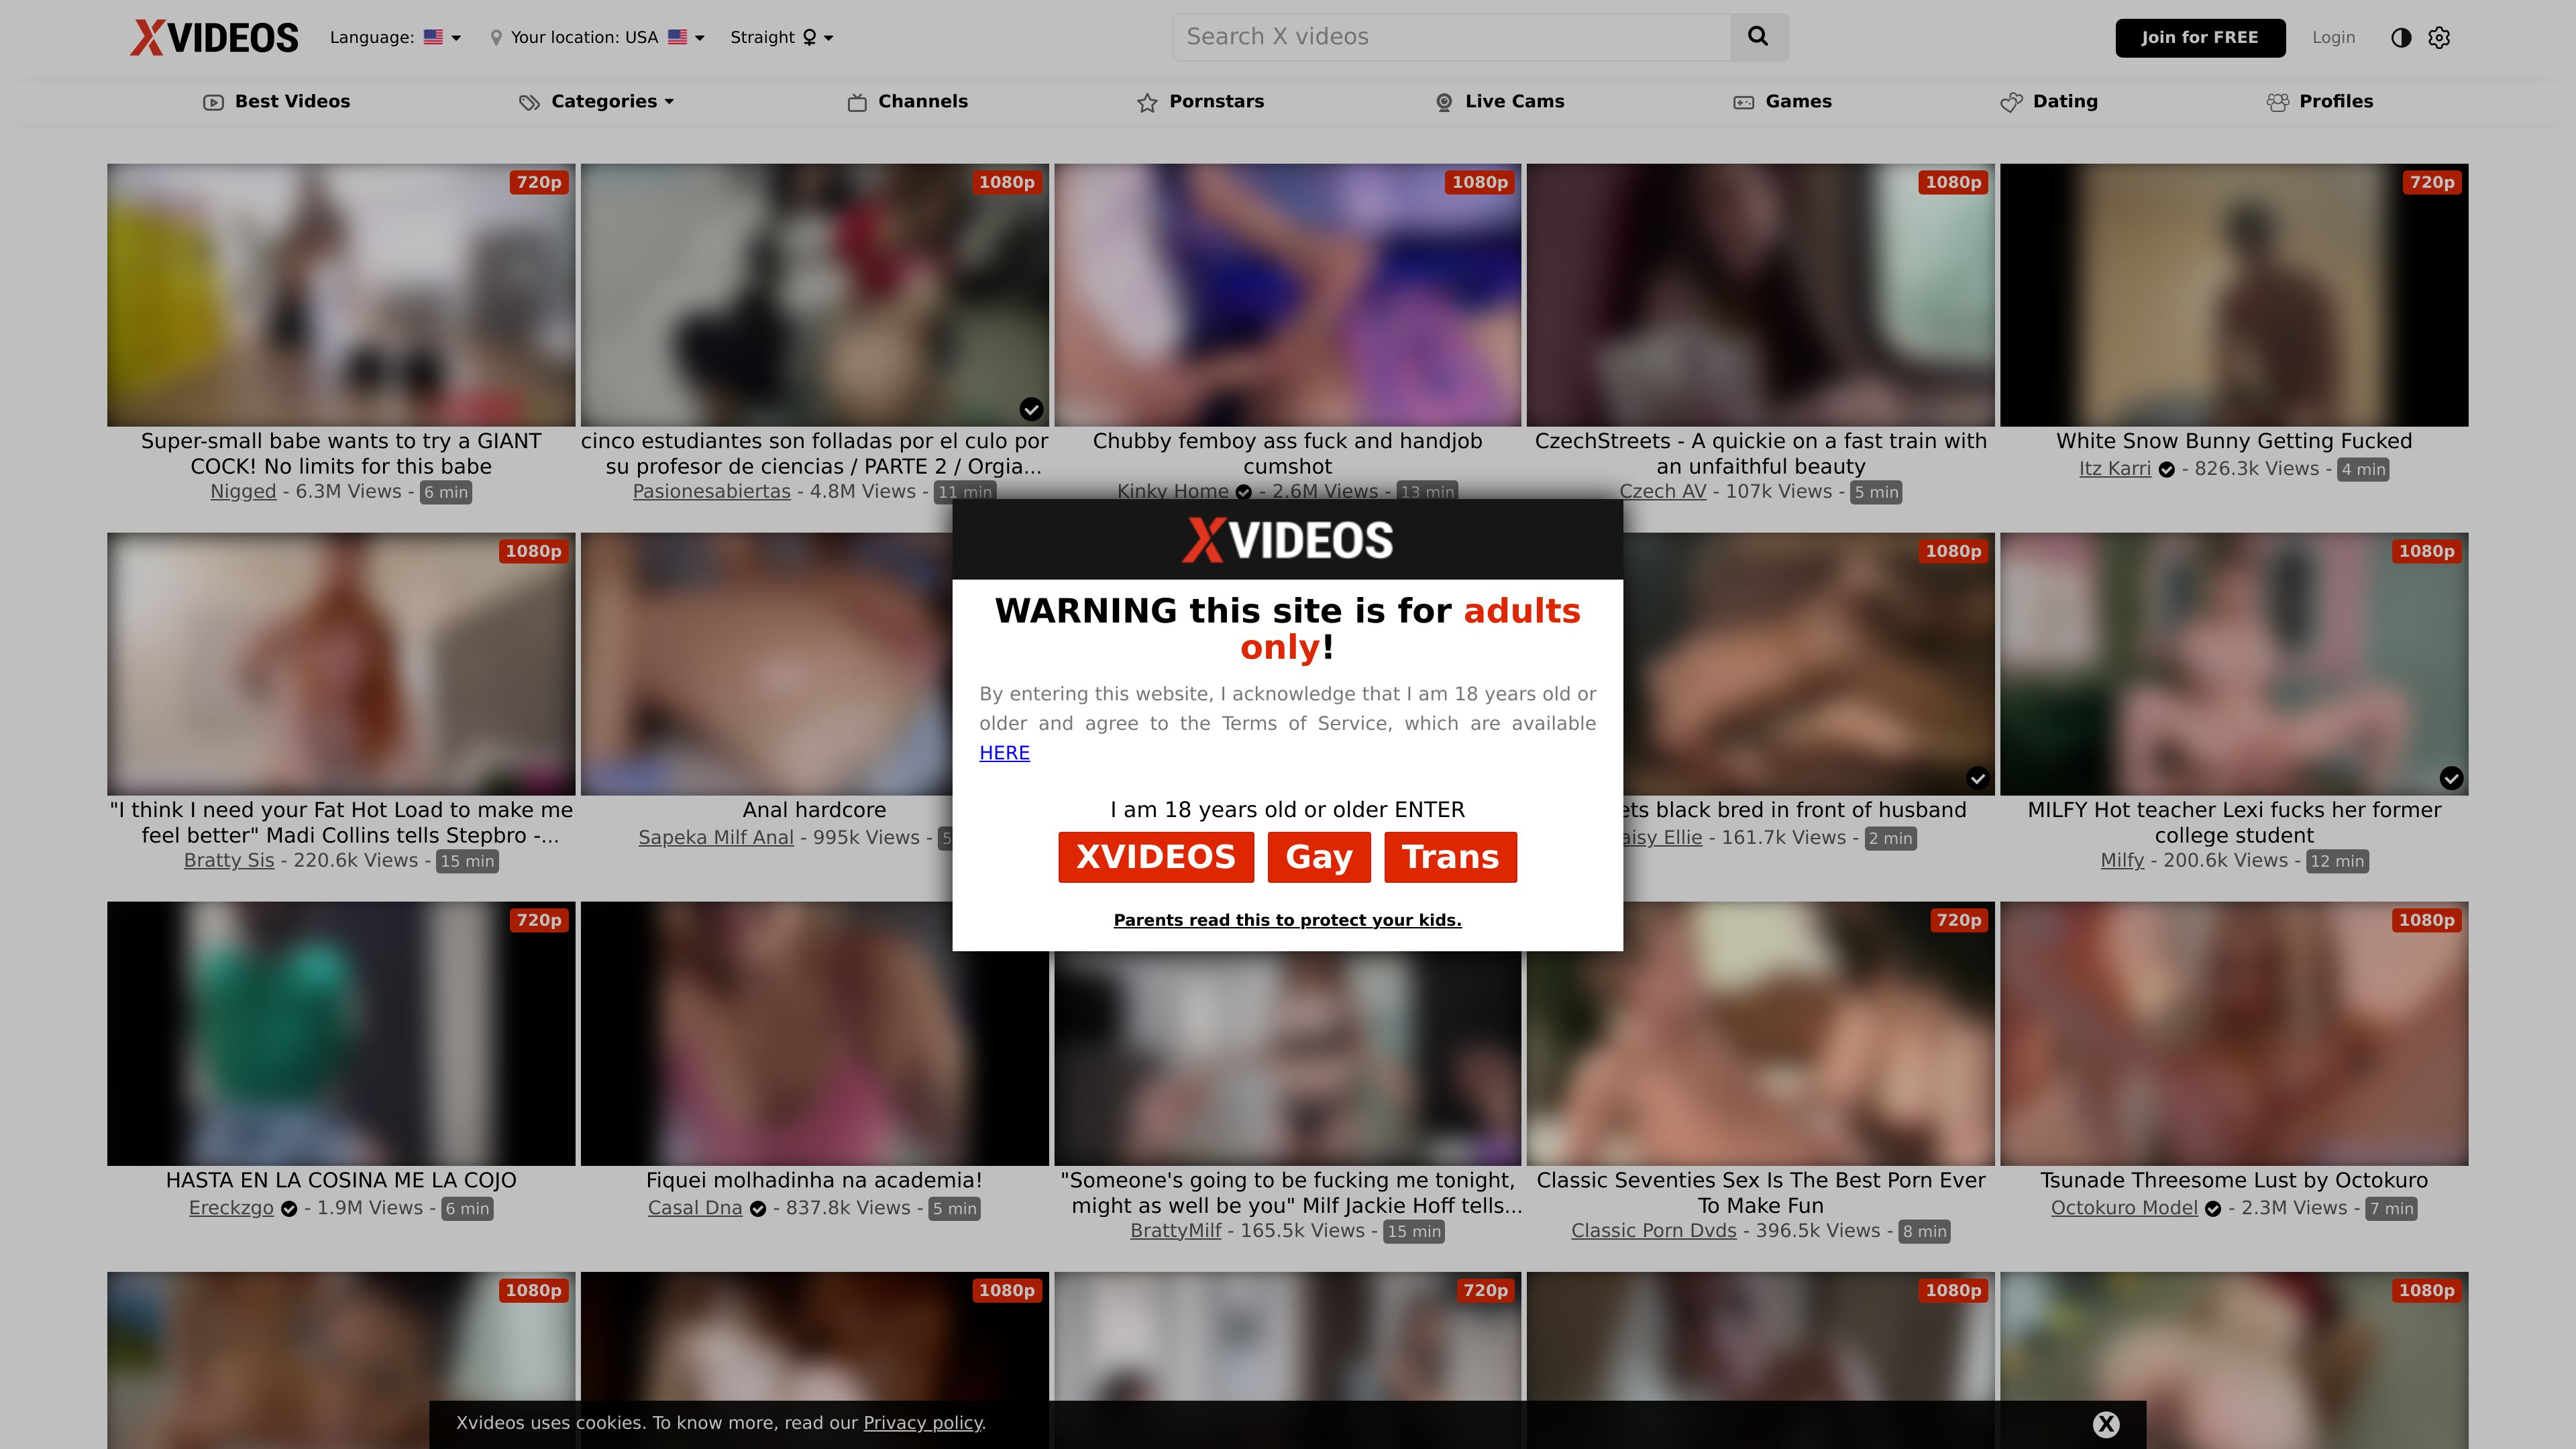 XVIDEOS
Language:
Your location: USA
Straight
Search X videos
Join for FREE
Login
Best Videos
Categories
Channels
Pornstars
Live Cams
Games
Dating
Profiles
720p
1080p
1080p
1080p
720p
Super-small babe wants to try a GIANT
COCK! No limits for this babe
Nigged - 6.3M Views - 6 min
cinco estudiantes son folladas por el culo por
su profesor de ciencias / PARTE 2 / Orgia...
Pasionesabiertas - 4.8M Views - 11 min
Chubby femboy ass fuck and handjob
cumshot
Kinky Home - 2.6M Views - 13 min
CzechStreets - A quickie on a fast train with
an unfaithful beauty
Czech AV - 107k Views - 5 min
White Snow Bunny Getting Fucked
Itz Karri - 826.3k Views - 4 min
XVIDEOS
WARNING this site is for adults
only!
By entering this website, I acknowledge that I am 18 years old or
older and agree to the Terms of Service, which are available
HERE
I am 18 years old or older ENTER
XVIDEOS
Gay
Trans
Parents read this to protect your kids.
1080p
1080p
1080p
"I think I need your Fat Hot Load to make me
feel better" Madi Collins tells Stepbro -...
Bratty Sis - 220.6k Views - 15 min
Anal hardcore
Sapeka Milf Anal - 995k Views -
black bred in front of husband
Ellie - 161.7k Views - 2 min
MILFY Hot teacher Lexi fucks her former
college student
Milfy - 200.6k Views - 12 min
720p
720p
1080p
HASTA EN LA COSINA ME LA COJO
Ereckzgo - 1.9M Views - 6 min
Fiquei molhadinha na academia!
Casal Dna - 837.8k Views - 5 min
"Someone's going to be fucking me tonight,
might as well be you" Milf Jackie Hoff tells...
BrattyMilf - 165.5k Views - 15 min
Classic Seventies Sex Is The Best Porn Ever
To Make Fun
Classic Porn Dvds - 396.5k Views - 8 min
Tsunade Threesome Lust by Octokuro
Octokuro Model - 2.3M Views - 7 min
1080p
1080p
720p
1080p
1080p
Xvideos uses cookies. To know more, read our Privacy policy.
X